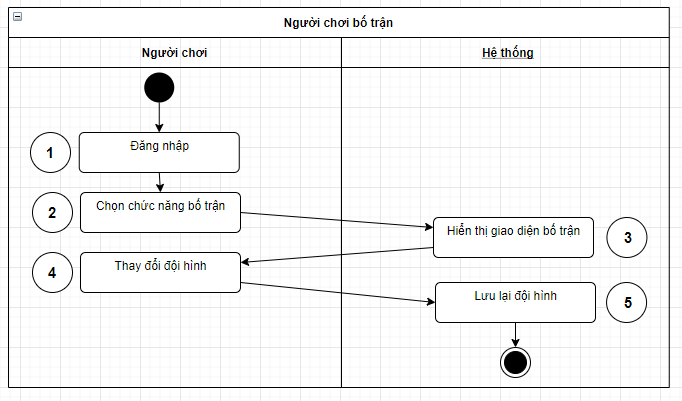 Người chơi bố trận
Người chơi
Hệ thống
1
Đăng nhập
2
Chọn chức năng bố trận
Hiển thị giao diện bố trận
3
4
Thay đổi đội hình
Lưu lại đội hình
5